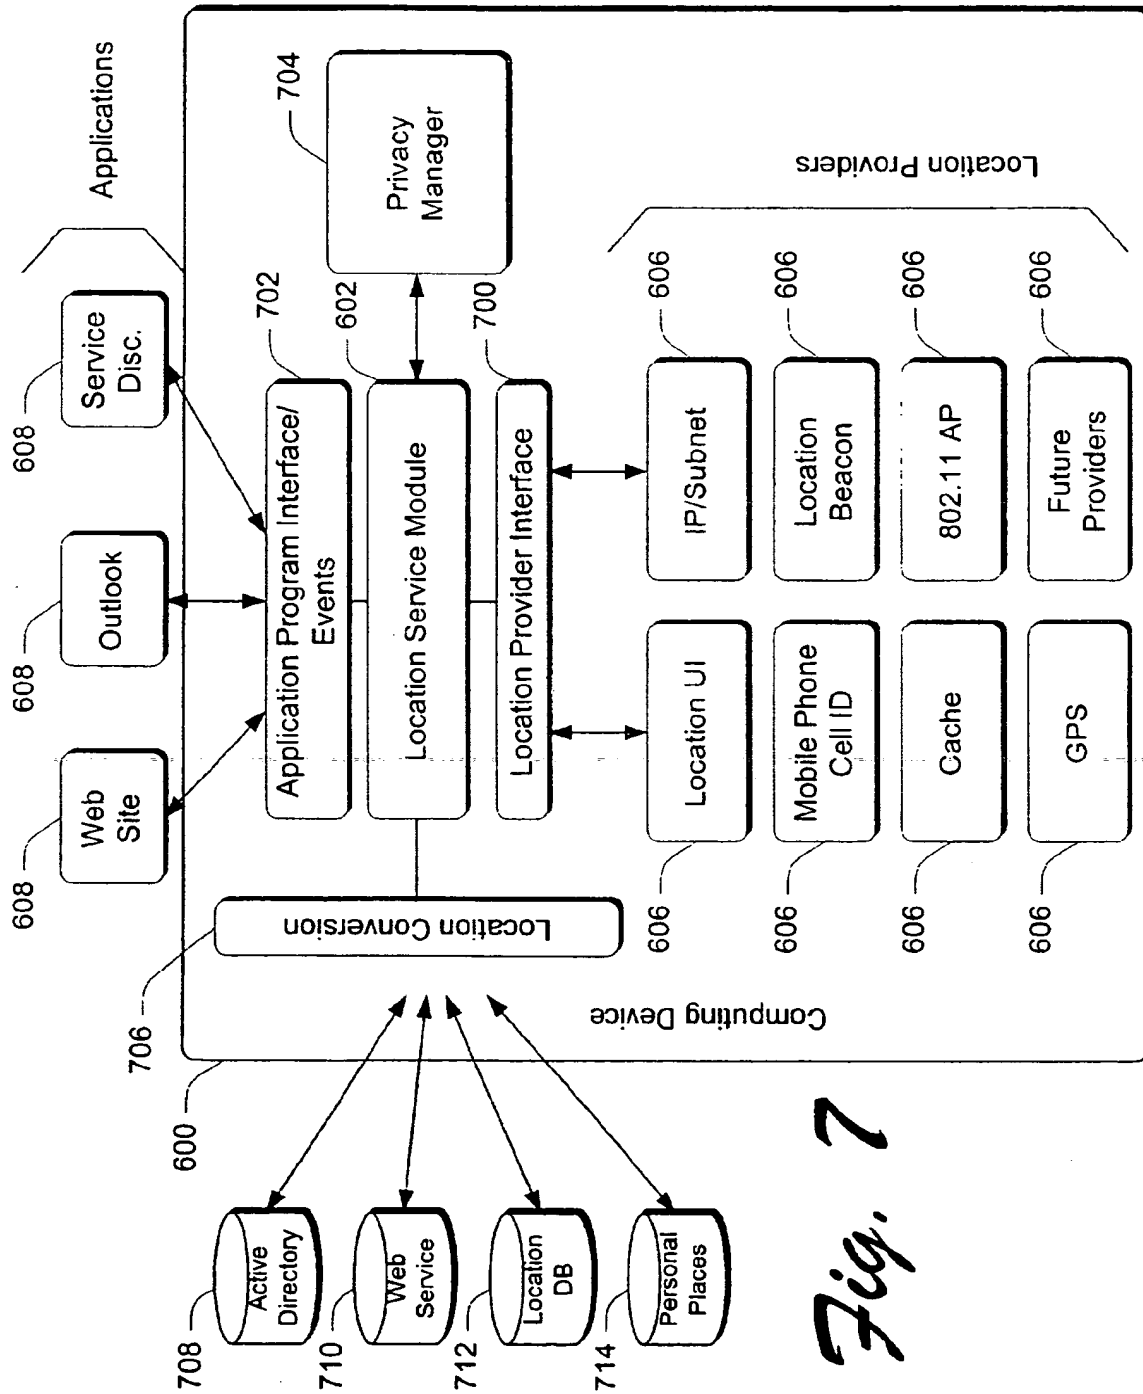 Applications
608
Web
Site
608
Outlook
608
Service
Disc.
600
706
Location Conversion
702
Application Program Interface/
Events
602
Location Service Module
700
Location Provider Interface
704
Privacy
Manager
708
Active
Directory
710
Web
Service
712
Location
DB
714
Personal
Places
Computing Device
606
Location UI
606
IP/Subnet
606
Mobile Phone
Cell ID
606
Location
Beacon
606
Cache
606
802.11 AP
606
GPS
606
Future
Providers
Location Providers
Fig. 7